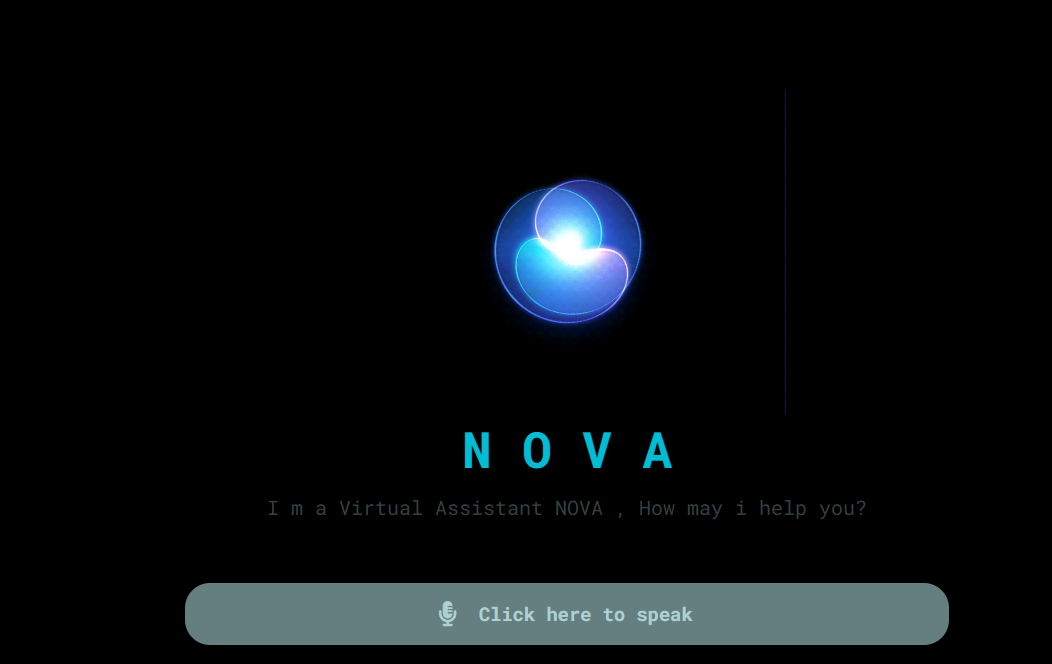 N O V A
I m a Virtual Assistant NOVA , How may i help you?
Click here to speak